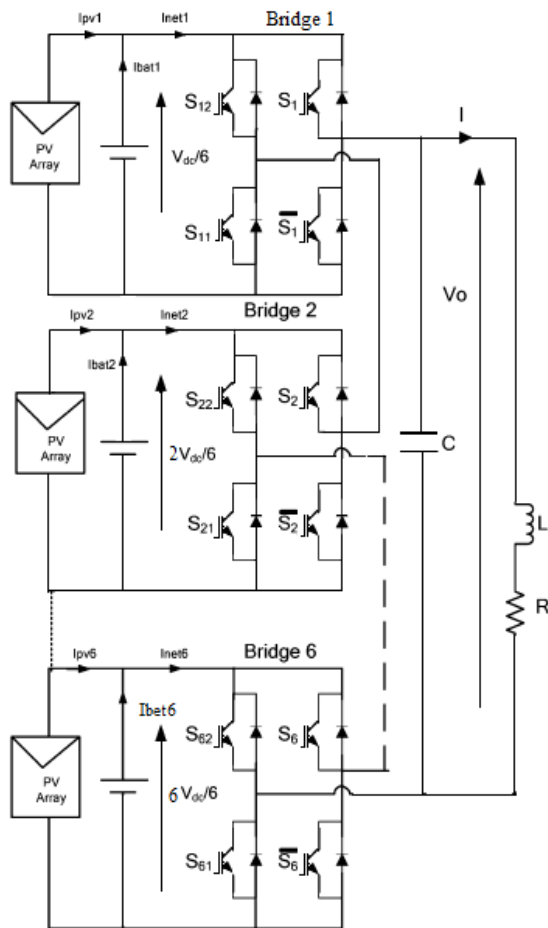 Bridge 1
Ipv1
Inet1
Ibat1
S₁₂
S₁
I
PV
Array
Vdc/6
S₁₁
S̅₁
Vo
Bridge 2
Ipv2
Inet2
Ibat2
S₂₂
S₂
PV
Array
2Vdc/6
C
S₂₁
S̅₂
L
R
Bridge 6
Ipv6
Inet6
Ibet6
S₆₂
S₆
PV
Array
6 Vdc/6
S₆₁
S̅₆